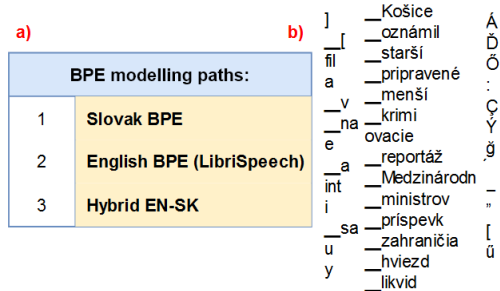 a)
BPE modelling paths:
1 Slovak BPE
2 English BPE (LibriSpeech)
3 Hybrid EN-SK
b)
]
__[
fil
a
__v
__na
e
__a
int
i
__sa
u
y
__Košice
__oznámil
__starší
__pripravené
__menší
__krimi
ovacie
__reportáž
__Medzinárodn
__ministrov
__príspevk
__zahraničia
__hviezd
__likvid
Á
Ď
Ő
:
Ç
Ý
ğ
´
_
”
[
ű